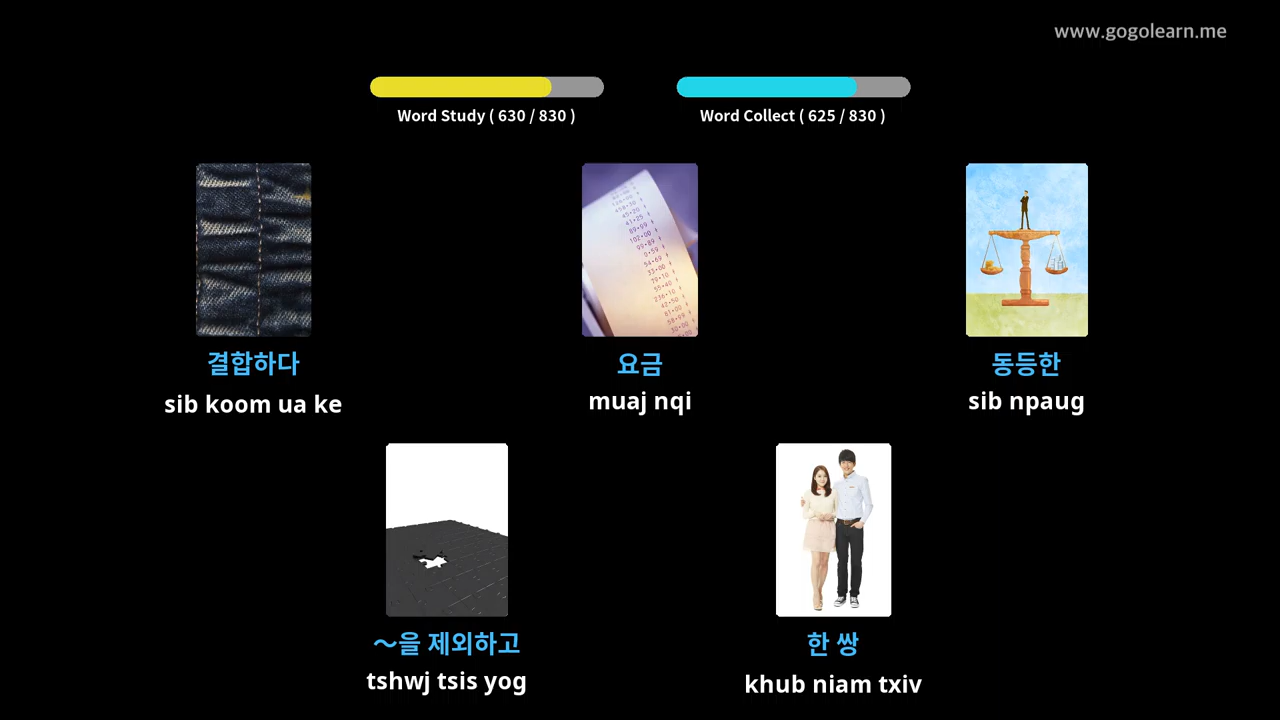 www.gogolearn.me
Word Study ( 630 / 830 )
Word Collect ( 625 / 830 )
결합하다
sib koom ua ke
요금
muaj nqi
동등한
sib npaug
～을 제외하고
tshwj tsis yog
한 쌍
khub niam txiv